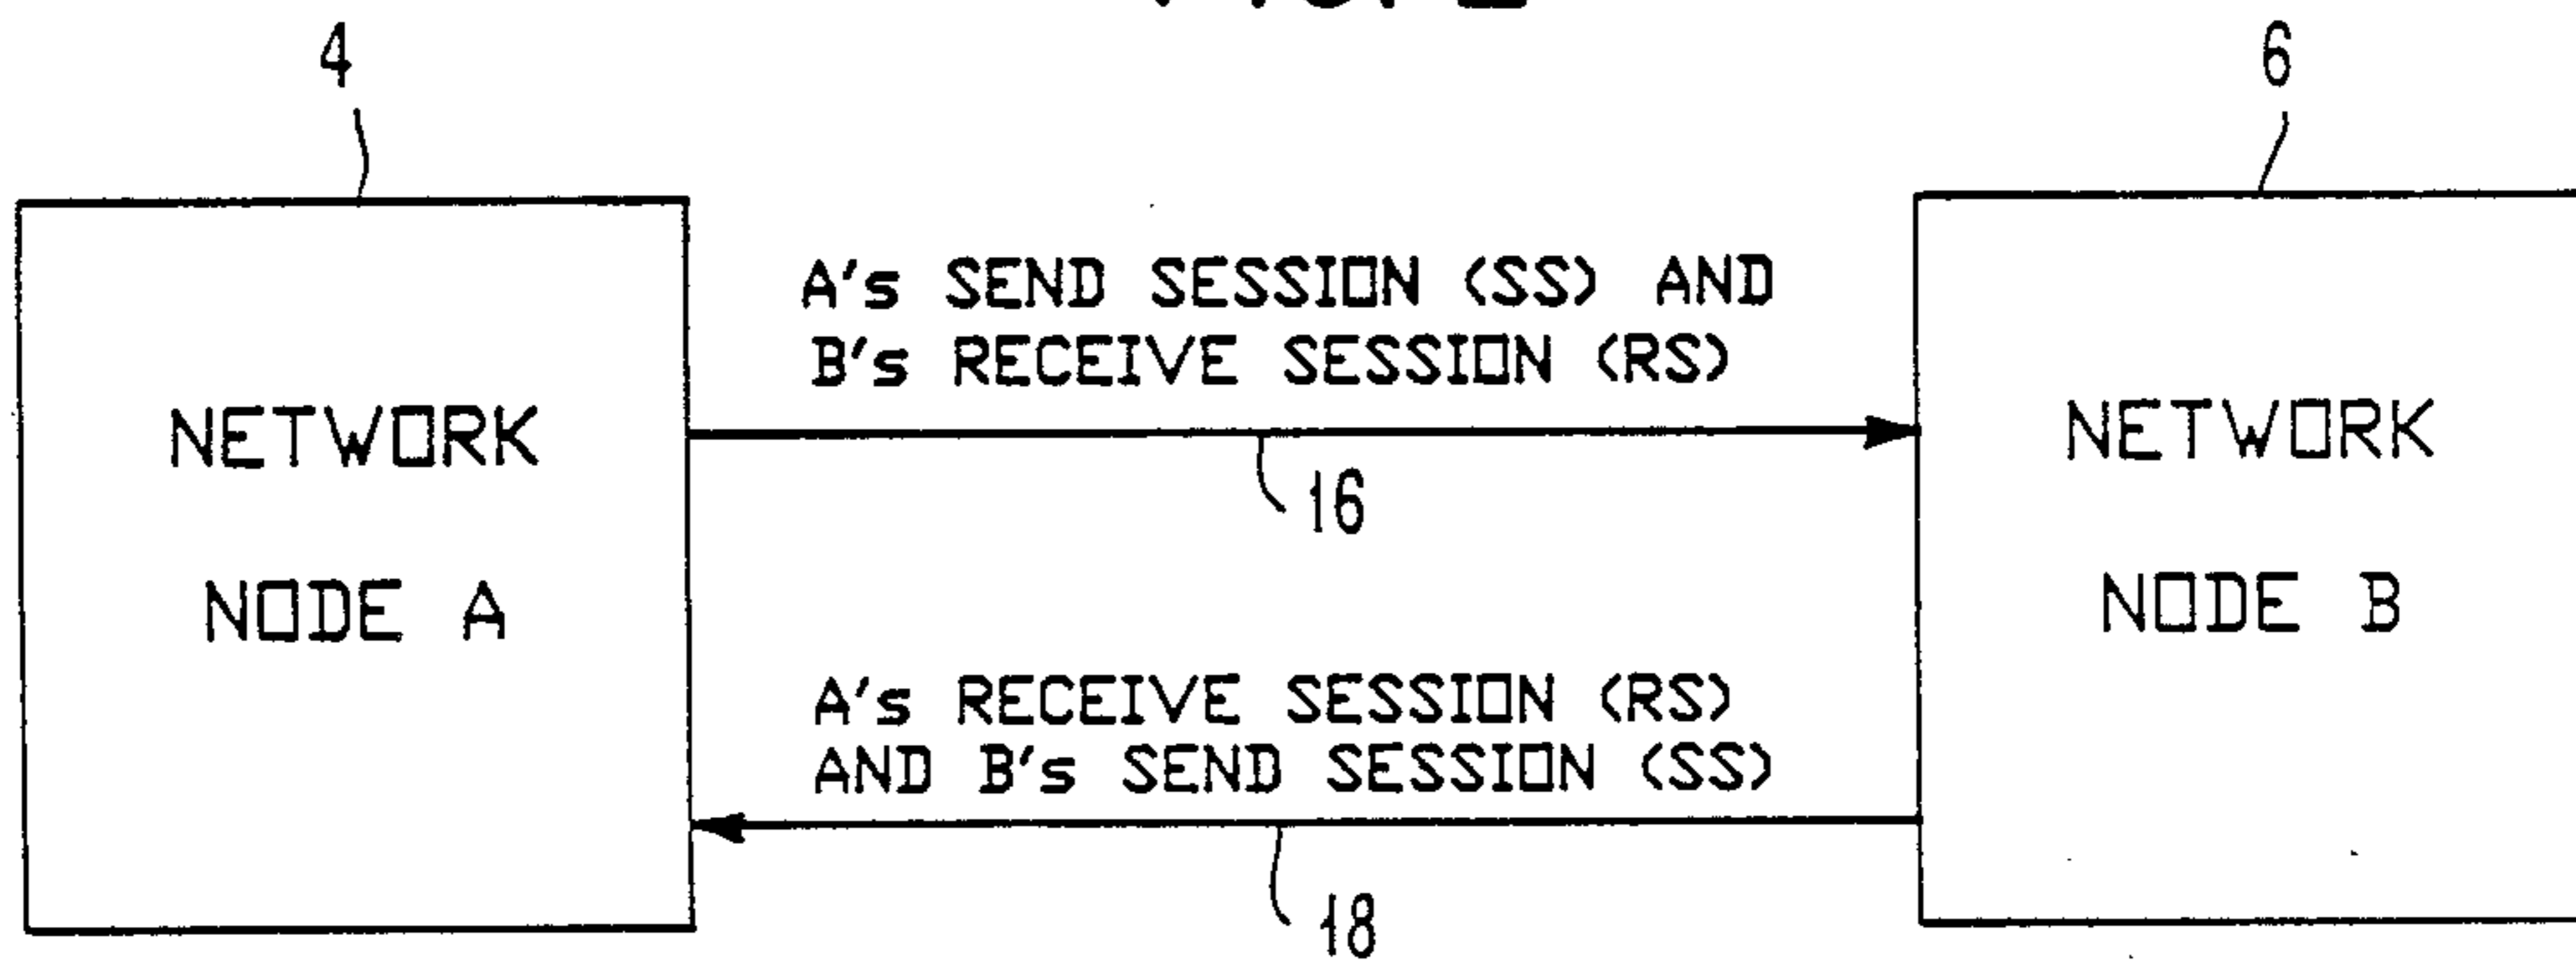 4
6
A's SEND SESSION (SS) AND
B's RECEIVE SESSION (RS)
NETWORK
NODE A
16
NETWORK
NODE B
A's RECEIVE SESSION (RS)
AND B's SEND SESSION (SS)
18